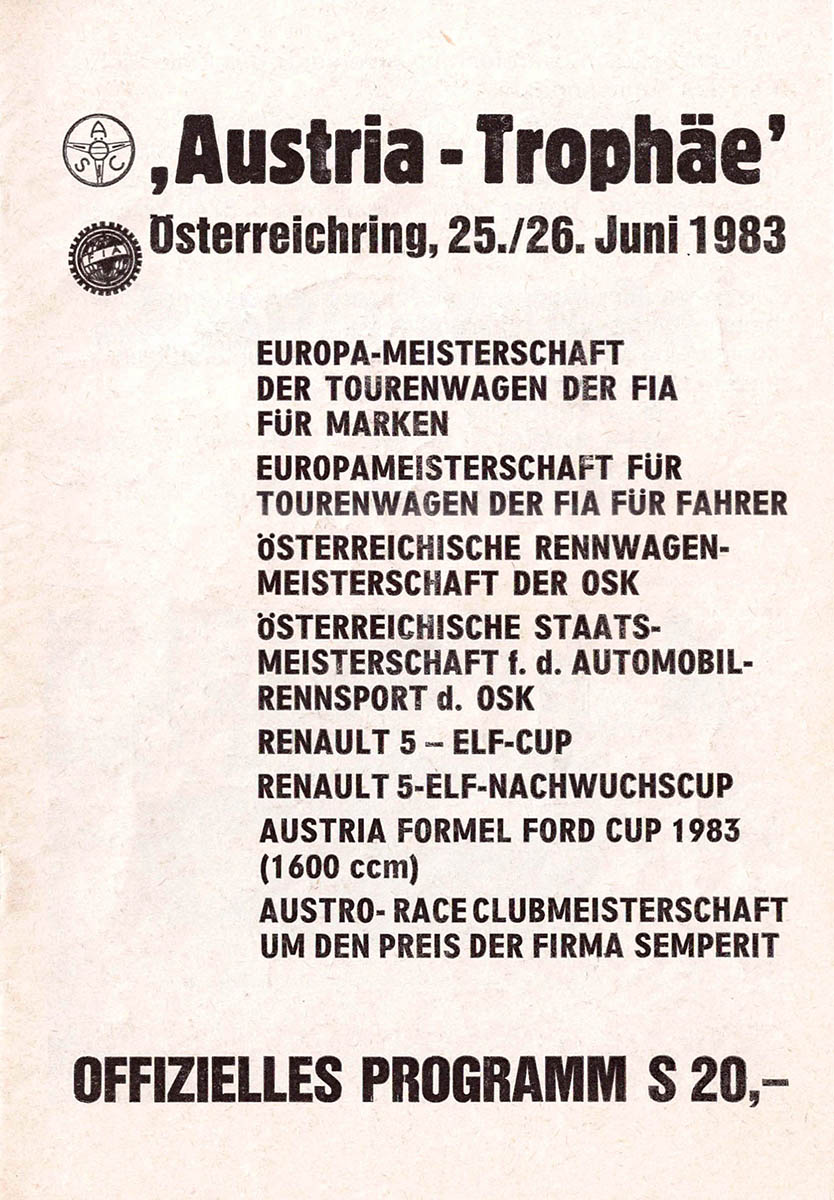 ‚Austria - Trophäe’
Österreichring, 25./26. Juni 1983
S C
FIA
EUROPA-MEISTERSCHAFT
DER TOURENWAGEN DER FIA
FÜR MARKEN
EUROPAMEISTERSCHAFT FÜR
TOURENWAGEN DER FIA FÜR FAHRER
ÖSTERREICHISCHE RENNWAGEN-
MEISTERSCHAFT DER OSK
ÖSTERREICHISCHE STAATS-
MEISTERSCHAFT f. d. AUTOMOBIL-
RENNSPORT d. OSK
RENAULT 5 – ELF-CUP
RENAULT 5-ELF-NACHWUCHSCUP
AUSTRIA FORMEL FORD CUP 1983
(1600 ccm)
AUSTRO-RACECLUBMEISTERSCHAFT
UM DEN PREIS DER FIRMA SEMPERIT
OFFIZIELLES PROGRAMM S 20,–